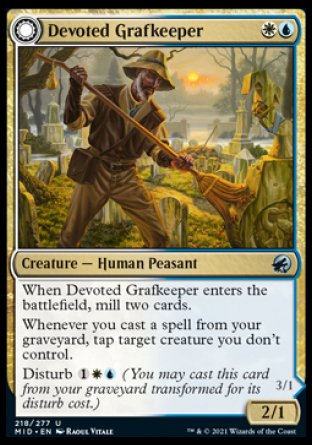 Devoted Grafkeeper
Creature — Human Peasant
When Devoted Grafkeeper enters the
battlefield, mill two cards.
Whenever you cast a spell from your
graveyard, tap target creature you don't
control.
Disturb 1 (You may cast this card
from your graveyard transformed for its
disturb cost.)
3/1
2/1
218/277 U
MID • EN Raoul Vitale
™ & © 2021 Wizards of the Coast